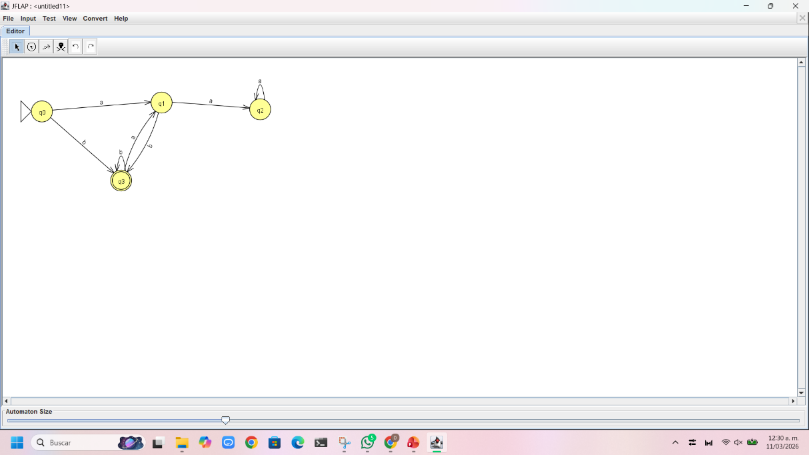 JFLAP : <untitled11>
File Input Test View Convert Help
Editor
a
q0
q1
a
q2
a
b
a
b
b
q3
Automaton Size
Buscar
12:30 a. m.
11/03/2026